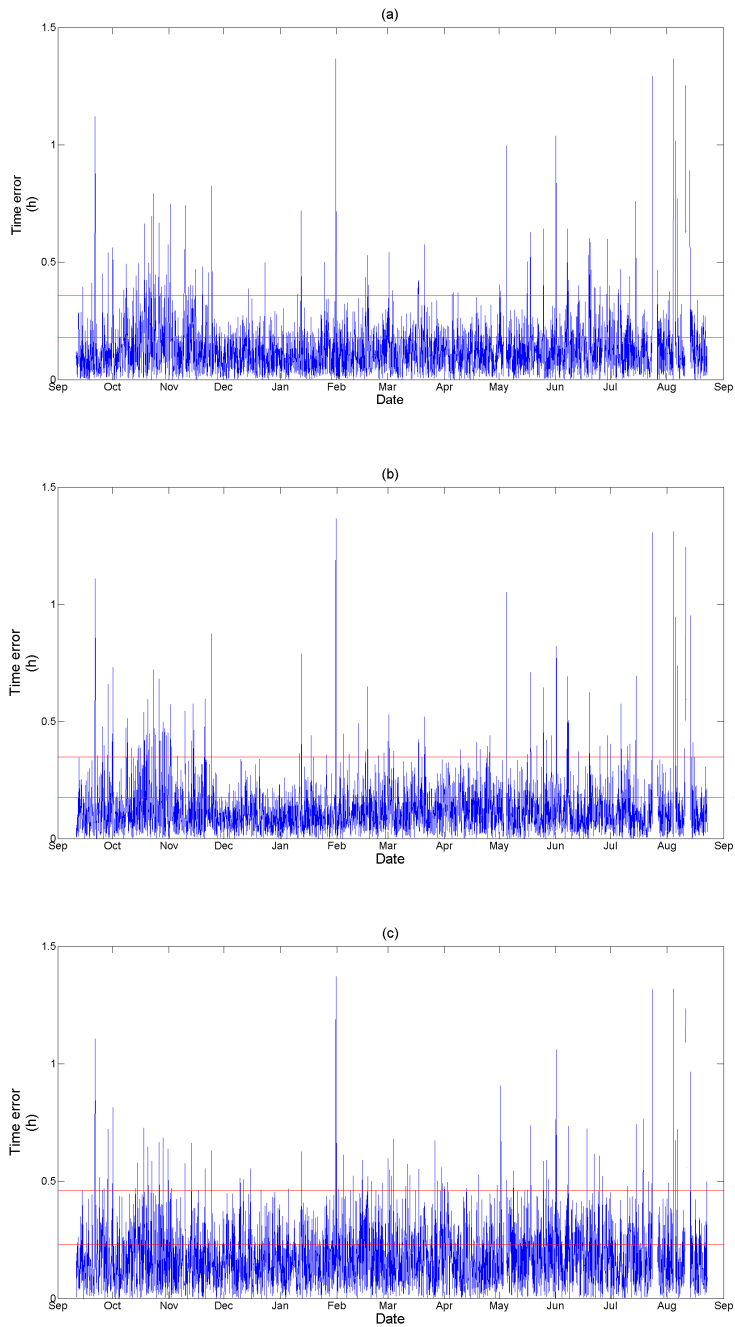 (a)
1.5
1
0.5
0
Time error
(h)
Sep Oct Nov Dec Jan Feb Mar Apr May Jun Jul Aug Sep
Date
(b)
1.5
1
0.5
0
Time error
(h)
Sep Oct Nov Dec Jan Feb Mar Apr May Jun Jul Aug Sep
Date
(c)
1.5
1
0.5
0
Time error
(h)
Sep Oct Nov Dec Jan Feb Mar Apr May Jun Jul Aug Sep
Date